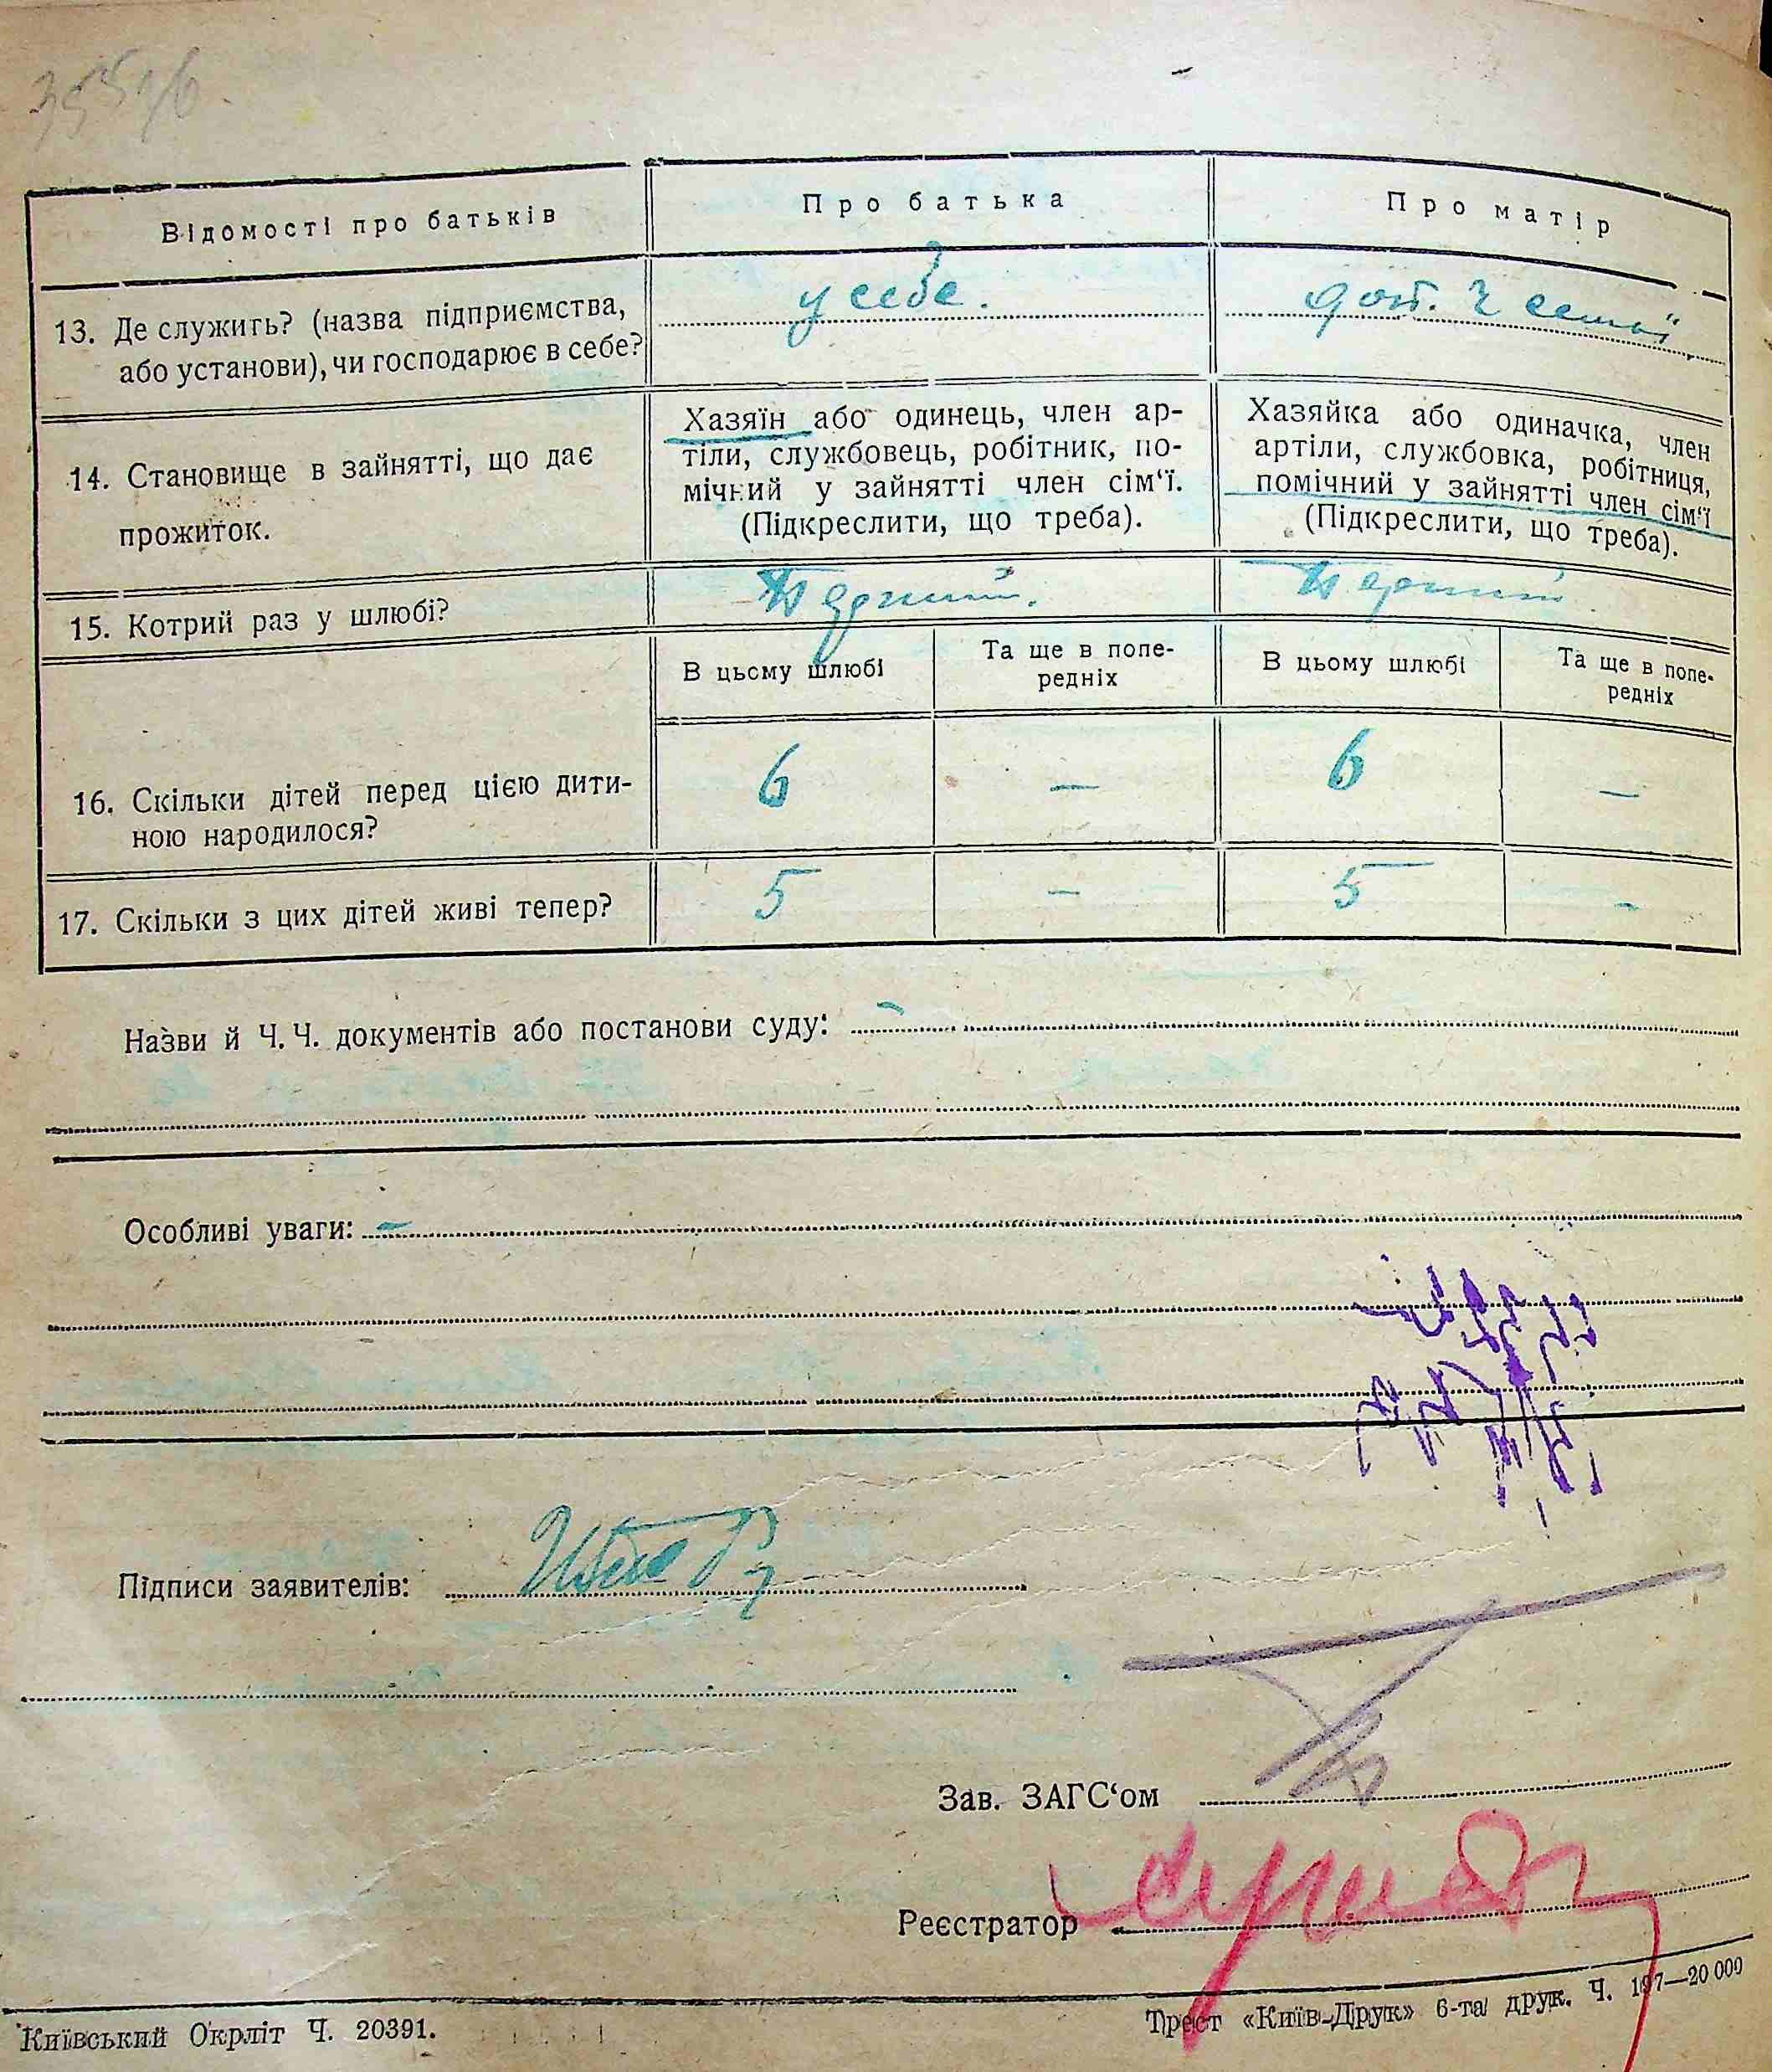 Відомості про батьків
Про батька
Про матір
13. Де служить? (назва підприємства,
або установи), чи господарює в себе?
у себе.
14. Становище в зайнятті, що дає
прожиток.
Хазяїн або одинець, член ар-
тіли, службовець, робітник, по-
мічний у зайнятті член сім‘ї.
(Підкреслити, що треба).
Хазяйка або одиначка, член
артіли, службовка, робітниця,
помічний у зайнятті член сім‘ї
(Підкреслити, що треба).
15. Котрий раз у шлюбі?
В цьому шлюбі
Та ще в попе-
редніх
В цьому шлюбі
Та ще в попе-
редніх
16. Скільки дітей перед цією дити-
ною народилося?
6 — 6 —
17. Скільки з цих дітей живі тепер?
5 — 5 —
Назви й Ч. Ч. документів або постанови суду: —
Особливі уваги: —
Підписи заявителів:
Зав. ЗАГС‘ом
Реєстратор
Київський Окрліт Ч. 20391.
Трест «Київ-Друк» 6-та друк. Ч. 197—20 000